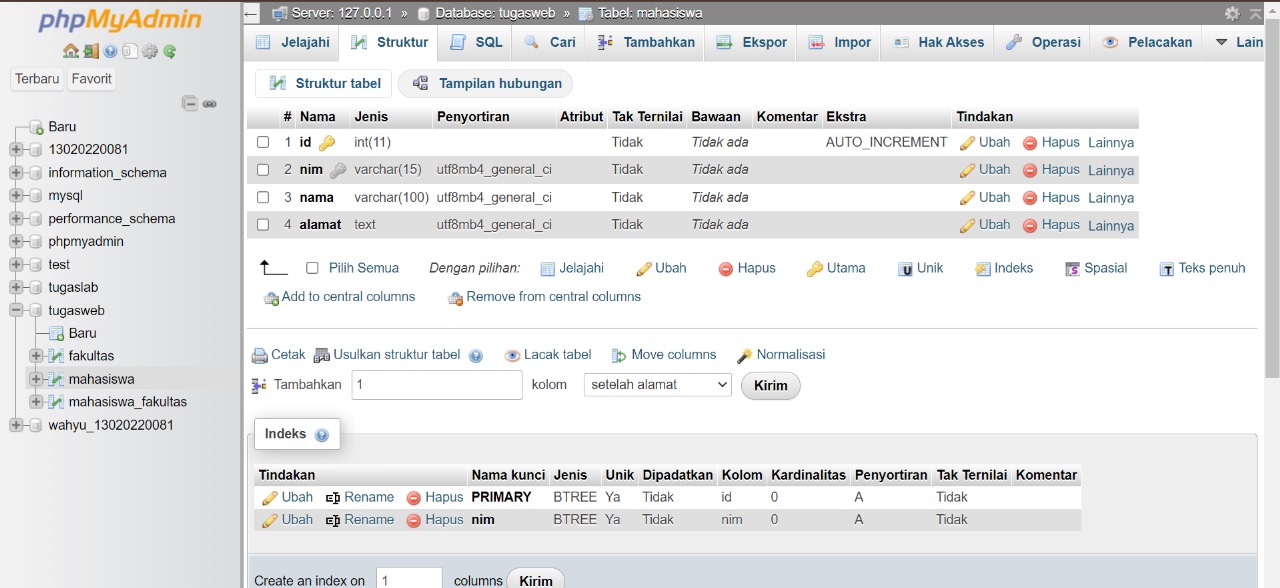 phpMyAdmin
Terbaru Favorit
Baru
13020220081
information_schema
mysql
performance_schema
phpmyadmin
test
tugaslab
tugasweb
Baru
fakultas
mahasiswa
mahasiswa_fakultas
wahyu_13020220081
Server: 127.0.0.1 » Database: tugasweb » Tabel: mahasiswa
Jelajahi Struktur SQL Cari Tambahkan Ekspor Impor Hak Akses Operasi Pelacakan Lain
Struktur tabel Tampilan hubungan
# Nama Jenis Penyortiran Atribut Tak Ternilai Bawaan Komentar Ekstra Tindakan
1 id int(11) Tidak Tidak ada AUTO_INCREMENT Ubah Hapus Lainnya
2 nim varchar(15) utf8mb4_general_ci Tidak Tidak ada Ubah Hapus Lainnya
3 nama varchar(100) utf8mb4_general_ci Tidak Tidak ada Ubah Hapus Lainnya
4 alamat text utf8mb4_general_ci Tidak Tidak ada Ubah Hapus Lainnya
Pilih Semua Dengan pilihan: Jelajahi Ubah Hapus Utama Unik Indeks Spasial Teks penuh
Add to central columns Remove from central columns
Cetak Usulkan struktur tabel Lacak tabel Move columns Normalisasi
Tambahkan 1 kolom setelah alamat Kirim
Indeks
Tindakan Nama kunci Jenis Unik Dipadatkan Kolom Kardinalitas Penyortiran Tak Ternilai Komentar
Ubah Rename Hapus PRIMARY BTREE Ya Tidak id 0 A Tidak
Ubah Rename Hapus nim BTREE Ya Tidak nim 0 A Tidak
Create an index on 1 columns Kirim